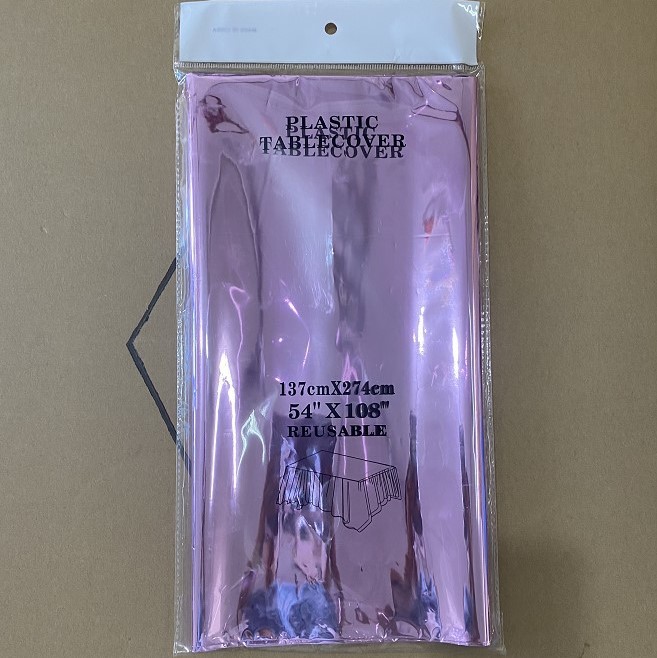 PLASTIC
TABLECOVER
137cmX274cm
54" X 108"
REUSABLE